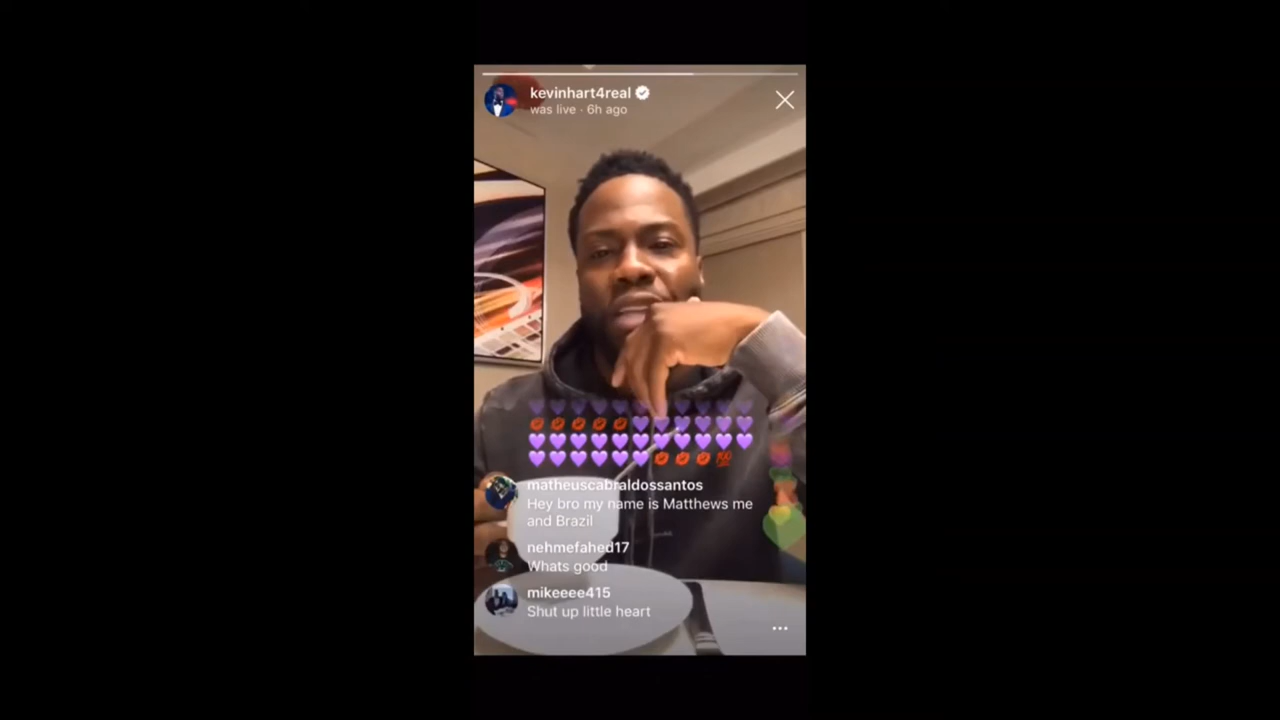 kevinhart4real
was live · 6h ago
💜💜💜💜💜💜💜💜💜💜💜
💋💋💋💋💋💜💜💜💜💜💜
💜💜💜💜💜💜💜💜💜💜💜
💜💜💜💜💜💜💋💋💋💯
matheuscabraldossantos
Hey bro my name is Matthews me
and Brazil
nehmefahed17
Whats good
mikeeee415
Shut up little heart